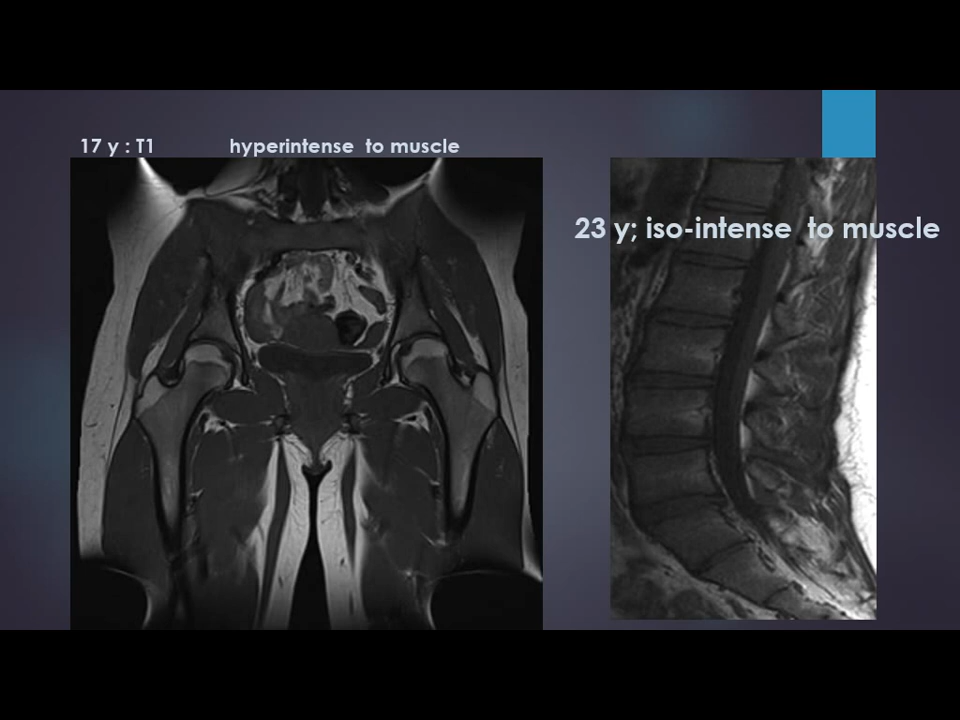 17 y : T1 hyperintense to muscle
23 y; iso-intense to muscle